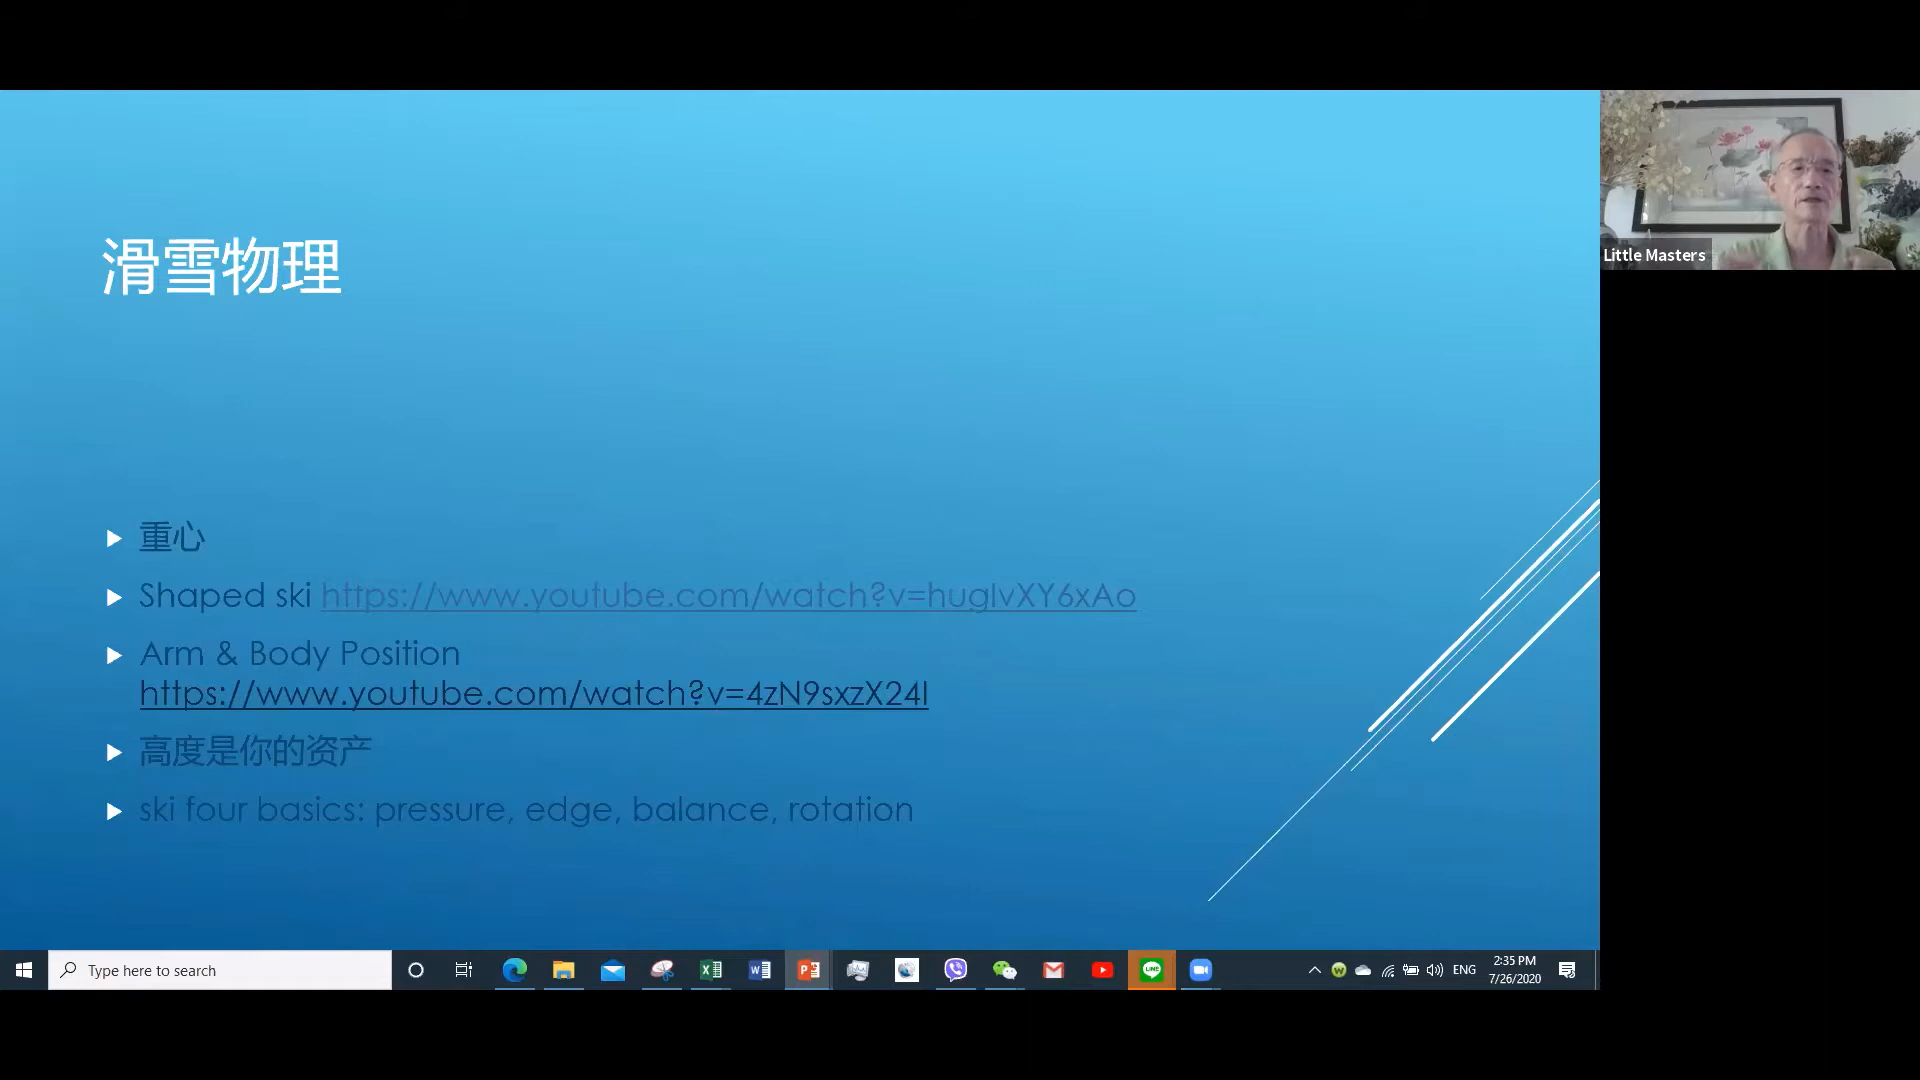 滑雪物理
重心
Shaped ski https://www.youtube.com/watch?v=hugIvXY6xAo
Arm & Body Position
https://www.youtube.com/watch?v=4zN9sxzX24I
高度是你的资产
ski four basics: pressure, edge, balance, rotation
Little Masters
Type here to search
ENG
2:35 PM
7/26/2020